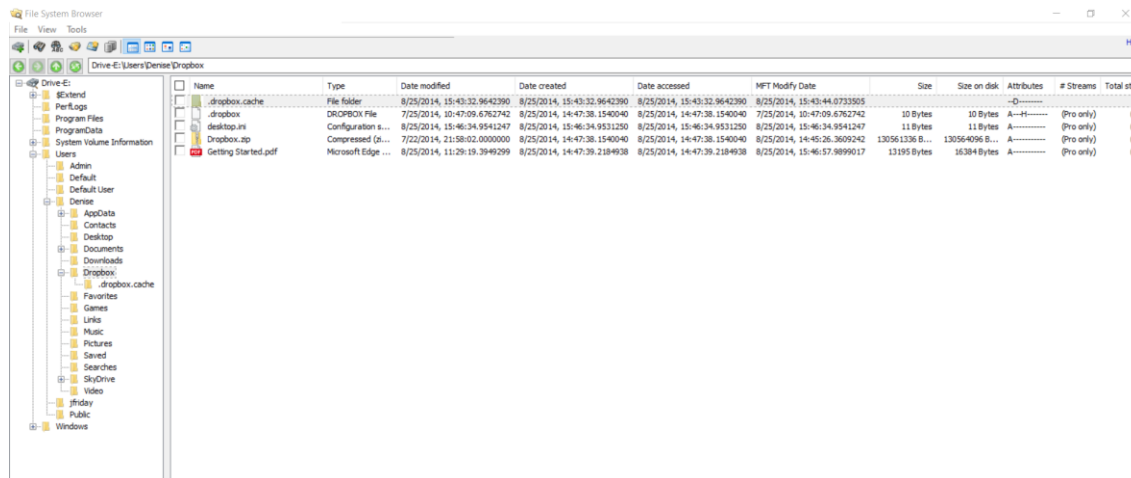 File System Browser
File View Tools
H
Drive-E:\Users\Denise\Dropbox
Drive-E:
$Extend
PerfLogs
Program Files
ProgramData
System Volume Information
Users
Admin
Default
Default User
Denise
AppData
Contacts
Desktop
Documents
Downloads
Dropbox
.dropbox.cache
Favorites
Games
Links
Music
Pictures
Saved
Searches
SkyDrive
Video
jfriday
Public
Windows
Name Type Date modified Date created Date accessed MFT Modify Date Size Size on disk Attributes # Streams Total st
.dropbox.cache File folder 8/25/2014, 15:43:32.9642390 8/25/2014, 15:43:32.9642390 8/25/2014, 15:43:32.9642390 8/25/2014, 15:43:44.0733505 --D--------
.dropbox DROPBOX File 7/25/2014, 10:47:09.6762742 8/25/2014, 14:47:38.1540040 8/25/2014, 14:47:38.1540040 7/25/2014, 10:47:09.6762742 10 Bytes 10 Bytes A---H------- (Pro only)
desktop.ini Configuration s... 8/25/2014, 15:46:34.9541247 8/25/2014, 15:46:34.9531250 8/25/2014, 15:46:34.9531250 8/25/2014, 15:46:34.9541247 11 Bytes 11 Bytes A----------- (Pro only)
Dropbox.zip Compressed (zi... 7/22/2014, 21:58:02.0000000 8/25/2014, 14:47:38.1540040 8/25/2014, 14:47:38.1540040 8/25/2014, 14:45:26.3609242 130561336 B... 130564096 B... A----------- (Pro only)
PDF Getting Started.pdf Microsoft Edge ... 8/25/2014, 11:29:19.3949299 8/25/2014, 14:47:39.2184938 8/25/2014, 14:47:39.2184938 8/25/2014, 15:46:57.9899017 13195 Bytes 16384 Bytes A----------- (Pro only)